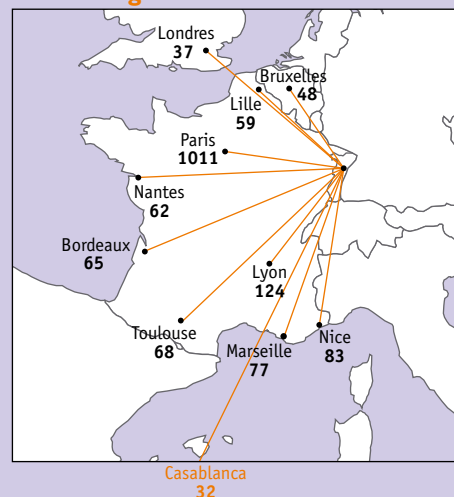 Londres
37
Bruxelles
48
Lille
59
Paris
1011
Nantes
62
Bordeaux
65
Lyon
124
Toulouse
68
Marseille
77
Nice
83
Casablanca
32